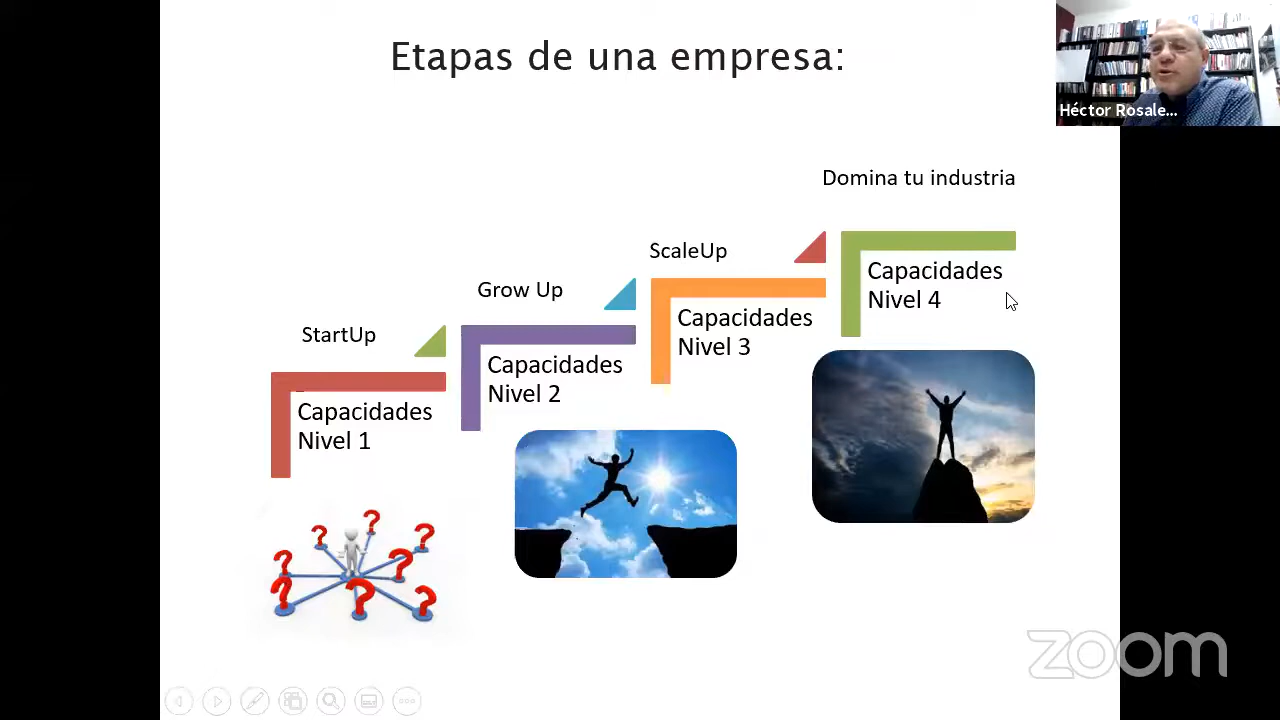 Etapas de una empresa:
Héctor Rosale...
Domina tu industria
ScaleUp
Capacidades
Nivel 4
Grow Up
Capacidades
Nivel 3
StartUp
Capacidades
Nivel 2
Capacidades
Nivel 1
? ? ? ? ? ? ? ?
zoom